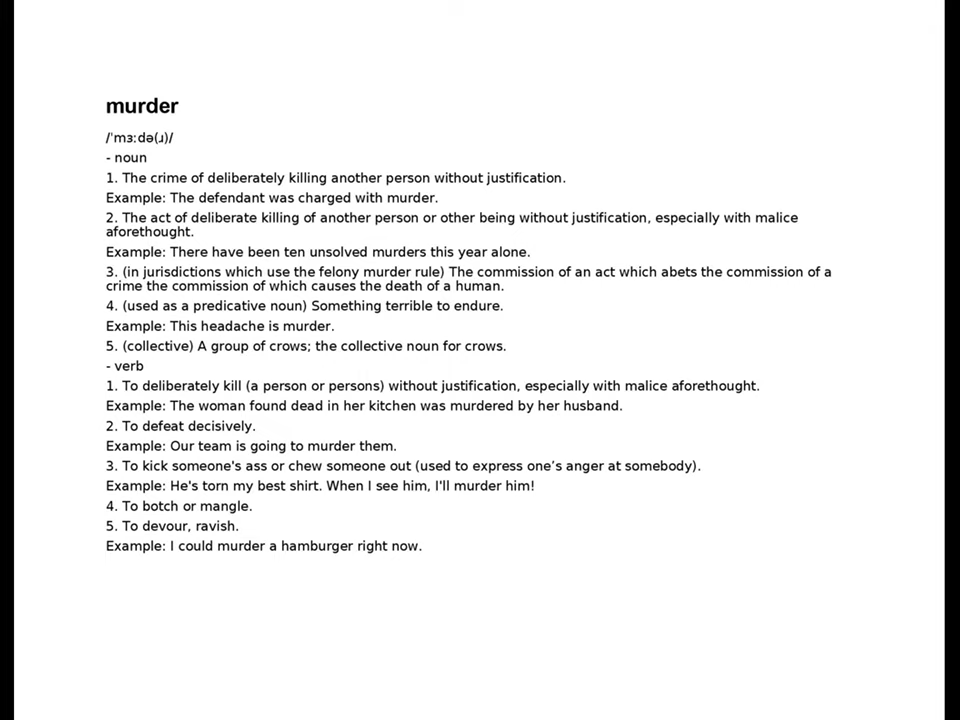 murder
/ˈmɜːdə(ɹ)/
- noun
1. The crime of deliberately killing another person without justification.
Example: The defendant was charged with murder.
2. The act of deliberate killing of another person or other being without justification, especially with malice
aforethought.
Example: There have been ten unsolved murders this year alone.
3. (in jurisdictions which use the felony murder rule) The commission of an act which abets the commission of a
crime the commission of which causes the death of a human.
4. (used as a predicative noun) Something terrible to endure.
Example: This headache is murder.
5. (collective) A group of crows; the collective noun for crows.
- verb
1. To deliberately kill (a person or persons) without justification, especially with malice aforethought.
Example: The woman found dead in her kitchen was murdered by her husband.
2. To defeat decisively.
Example: Our team is going to murder them.
3. To kick someone's ass or chew someone out (used to express one’s anger at somebody).
Example: He's torn my best shirt. When I see him, I'll murder him!
4. To botch or mangle.
5. To devour, ravish.
Example: I could murder a hamburger right now.